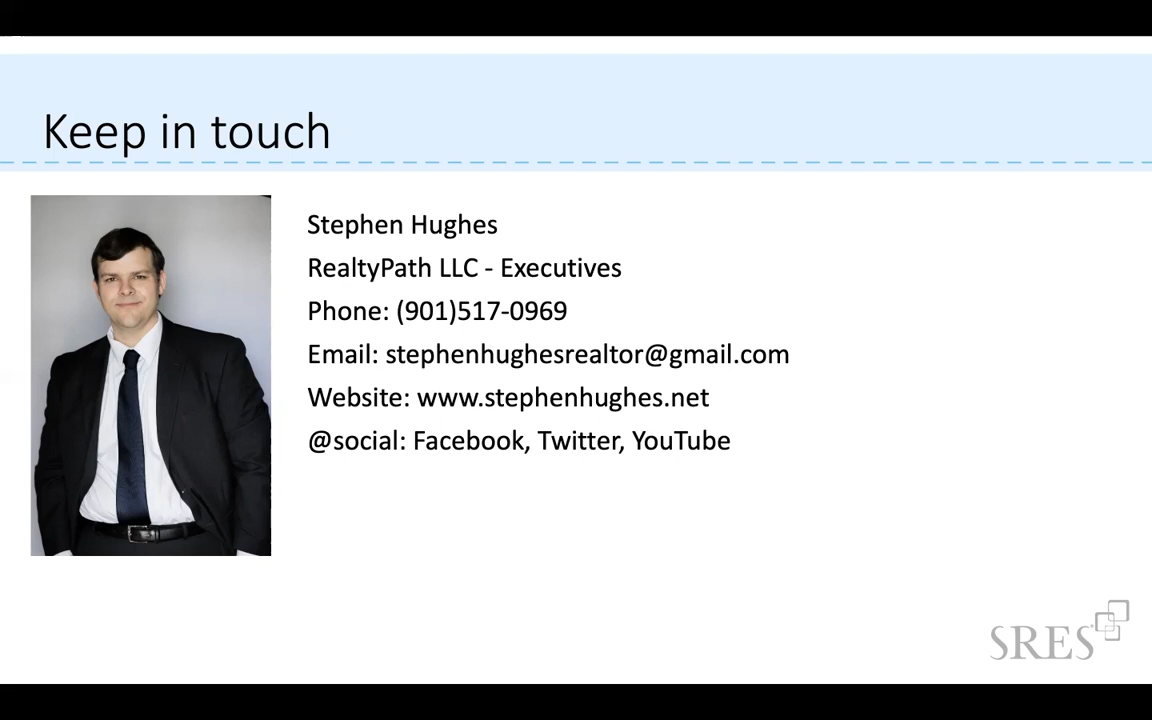 Keep in touch
Stephen Hughes
RealtyPath LLC - Executives
Phone: (901)517-0969
Email: stephenhughesrealtor@gmail.com
Website: www.stephenhughes.net
@social: Facebook, Twitter, YouTube
SRES